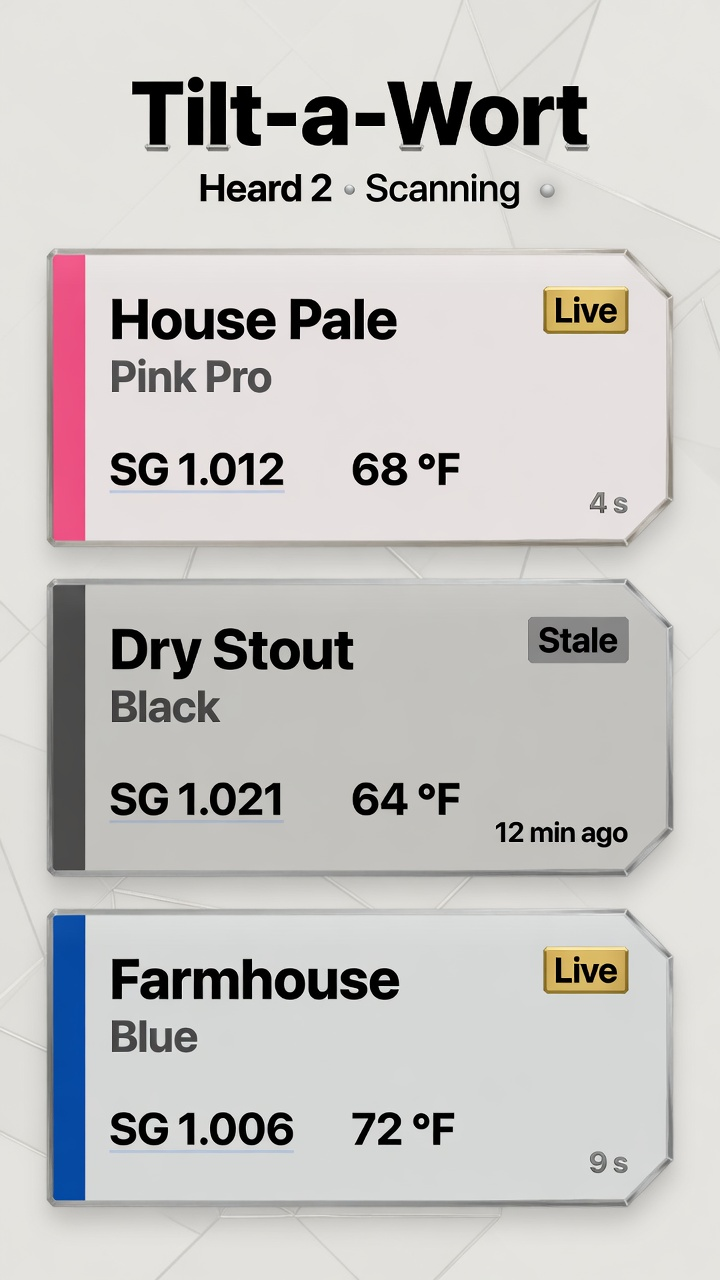 Tilt-a-Wort
Heard 2 • Scanning
House Pale
Live
Pink Pro
SG 1.012 68 °F
4 s
Dry Stout
Stale
Black
SG 1.021 64 °F
12 min ago
Farmhouse
Live
Blue
SG 1.006 72 °F
9 s